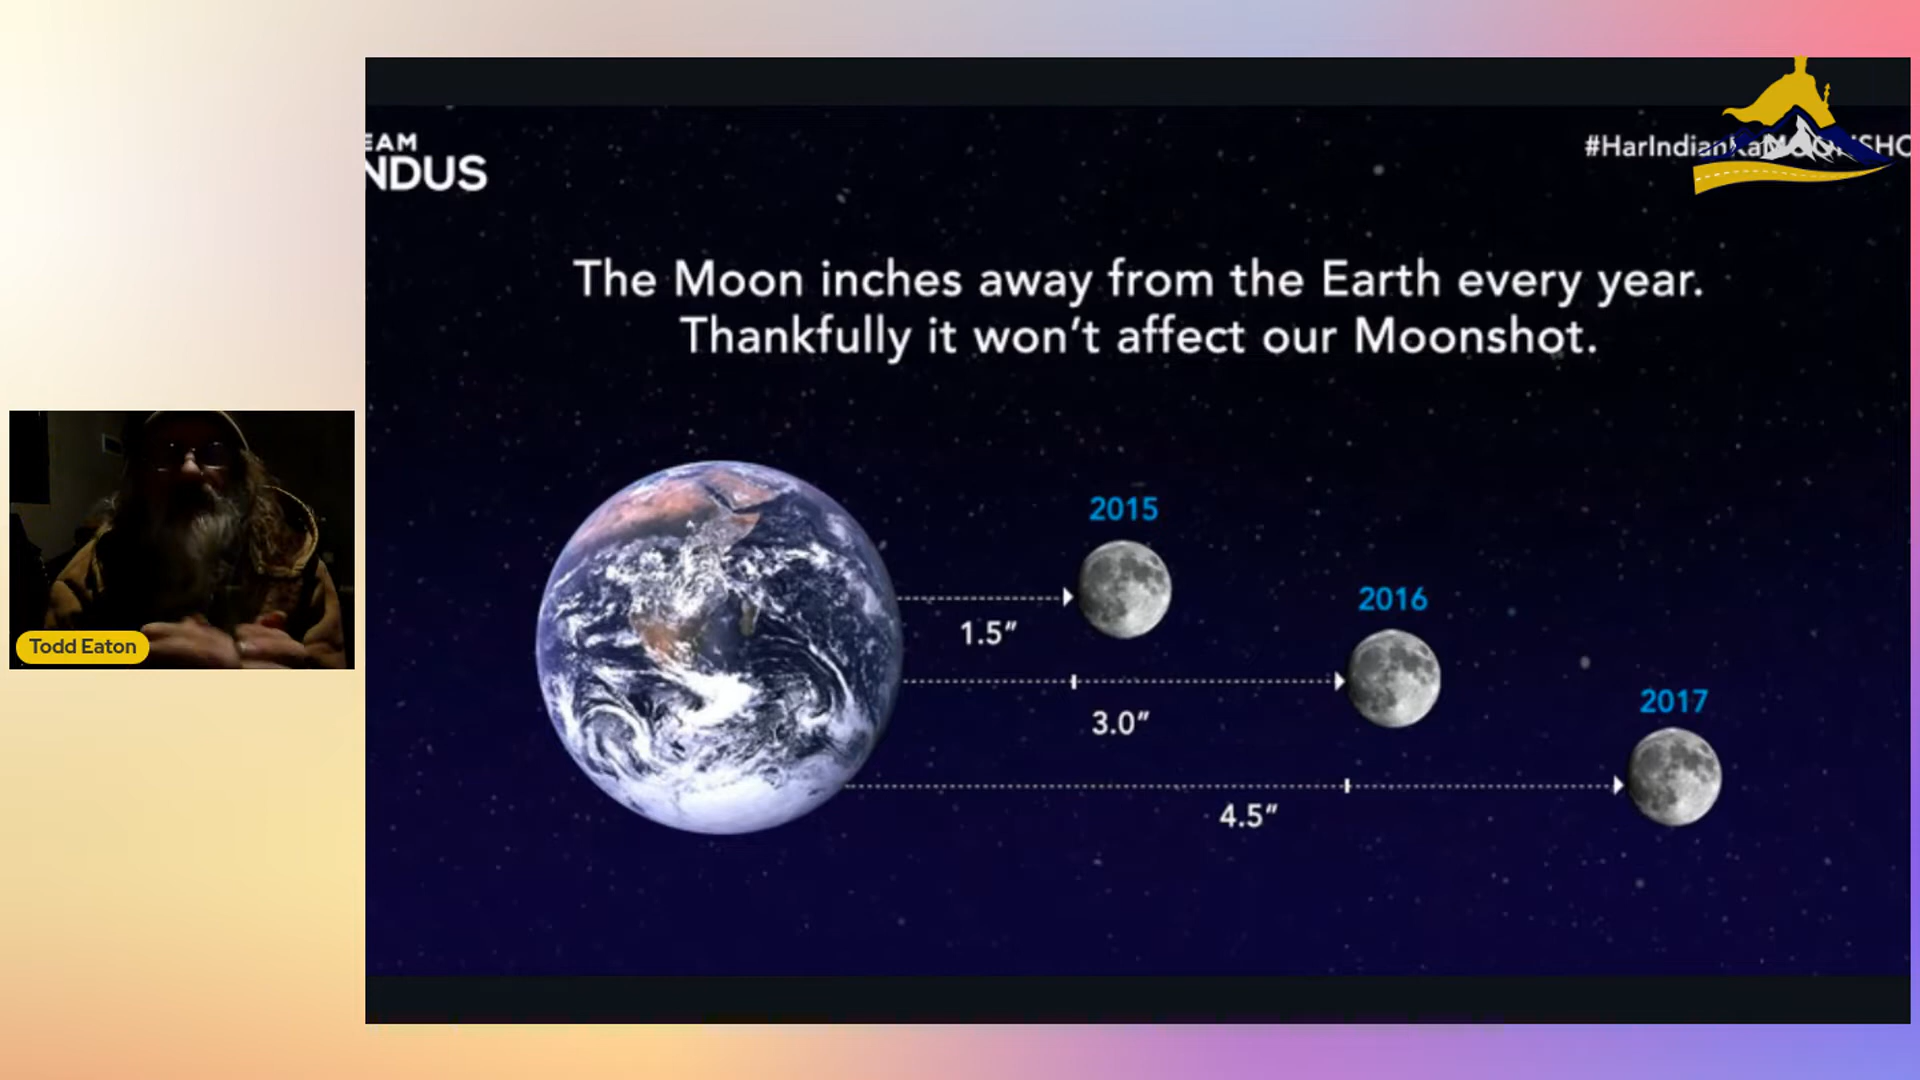 EAM
NDUS
The Moon inches away from the Earth every year.
Thankfully it won't affect our Moonshot.
2015
1.5"
2016
3.0"
2017
4.5"
Todd Eaton